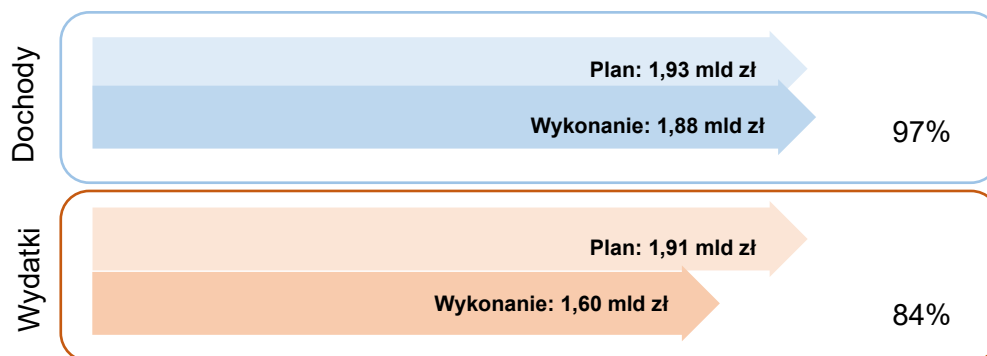 Dochody
Plan: 1,93 mld zł
Wykonanie: 1,88 mld zł
97%
Wydatki
Plan: 1,91 mld zł
Wykonanie: 1,60 mld zł
84%